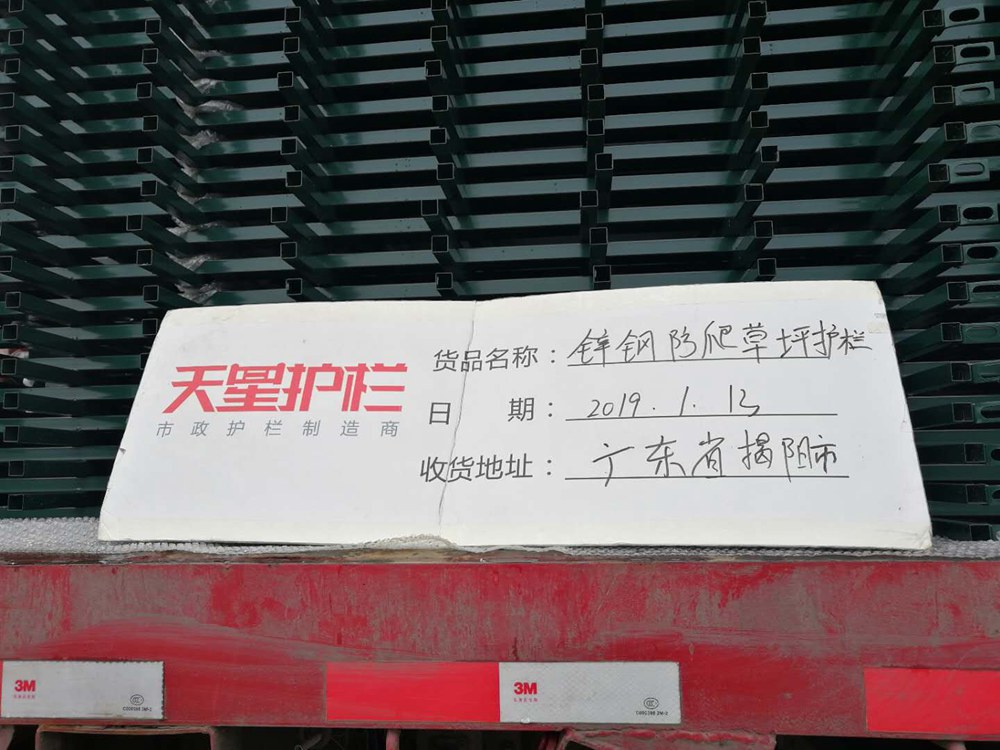 天星护栏
市政护栏制造商
货品名称：锌钢防爬草坪护栏
日 期：2019.1.13
收货地址：广东省揭阳市
3M
3M